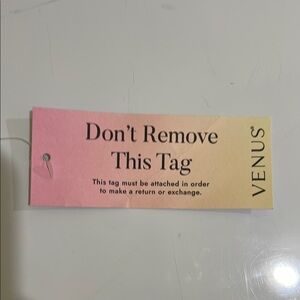 Don't Remove
This Tag
This tag must be attached in order
to make a return or exchange.
VENUS®